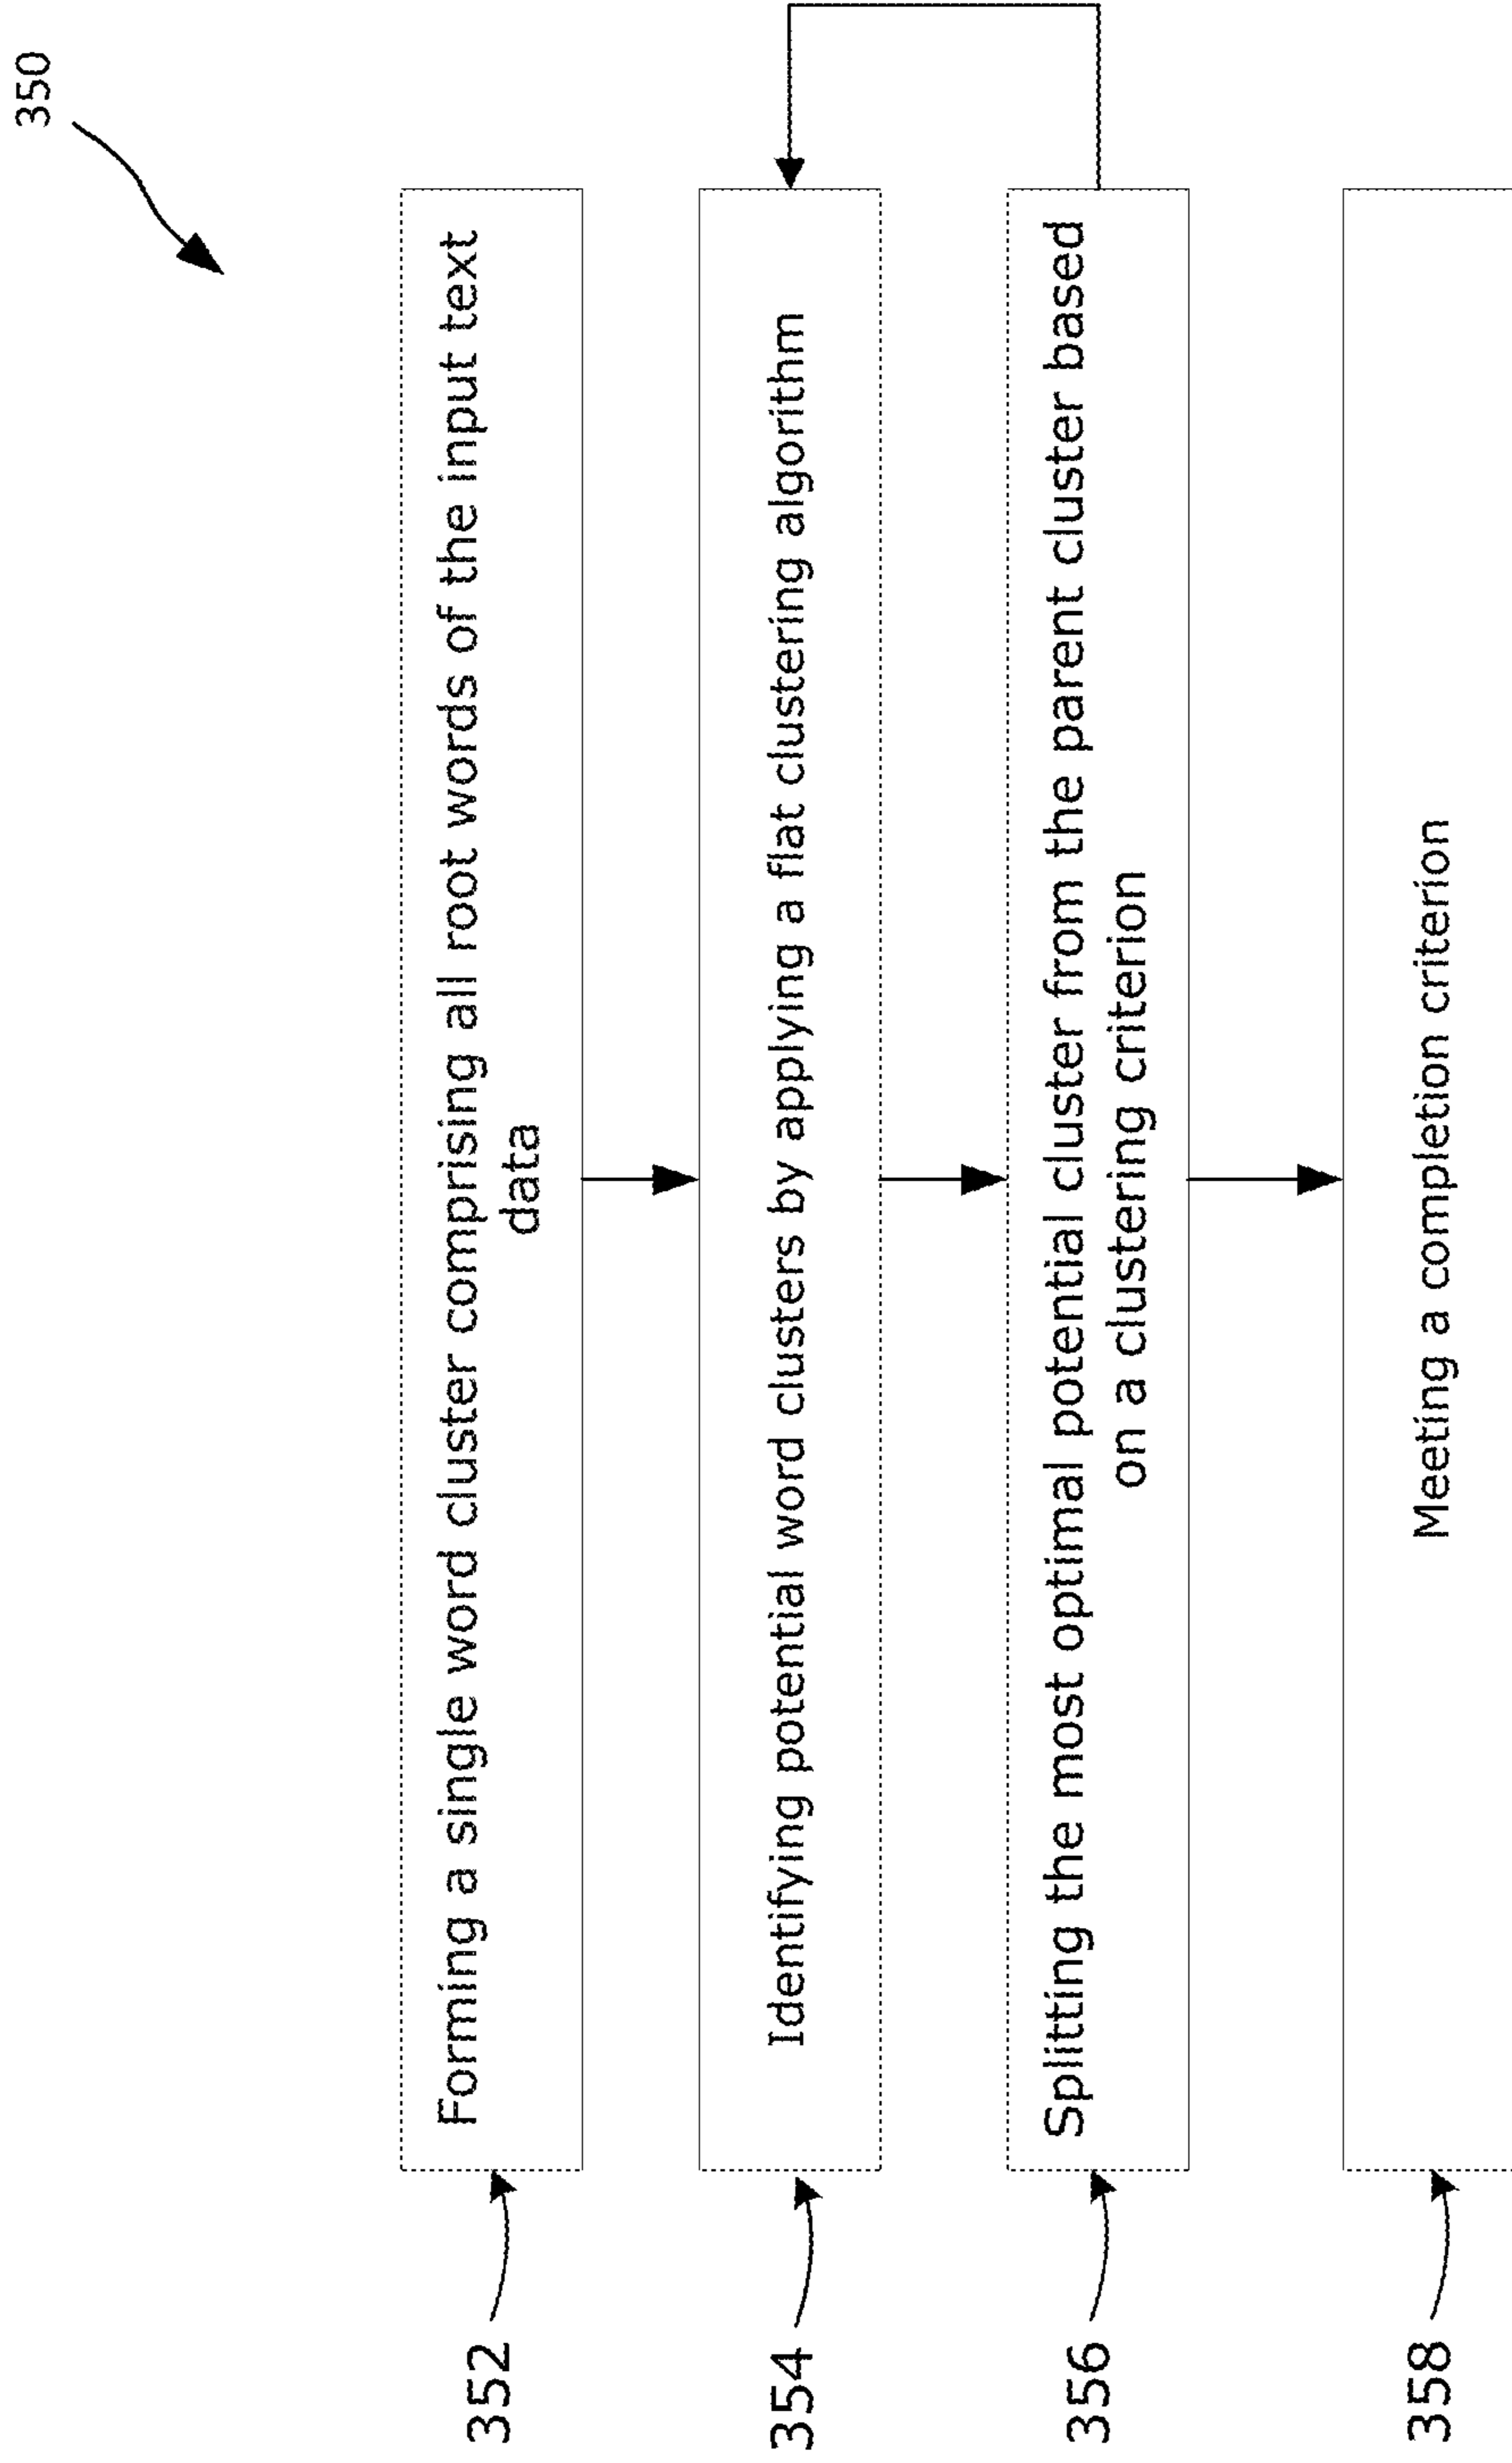 350
352
Forming a single word cluster comprising all root words of the input text
data
354
Identifying potential word clusters by applying a flat clustering algorithm
356
Splitting the most optimal potential cluster from the parent cluster based
on a clustering criterion
358
Meeting a completion criterion